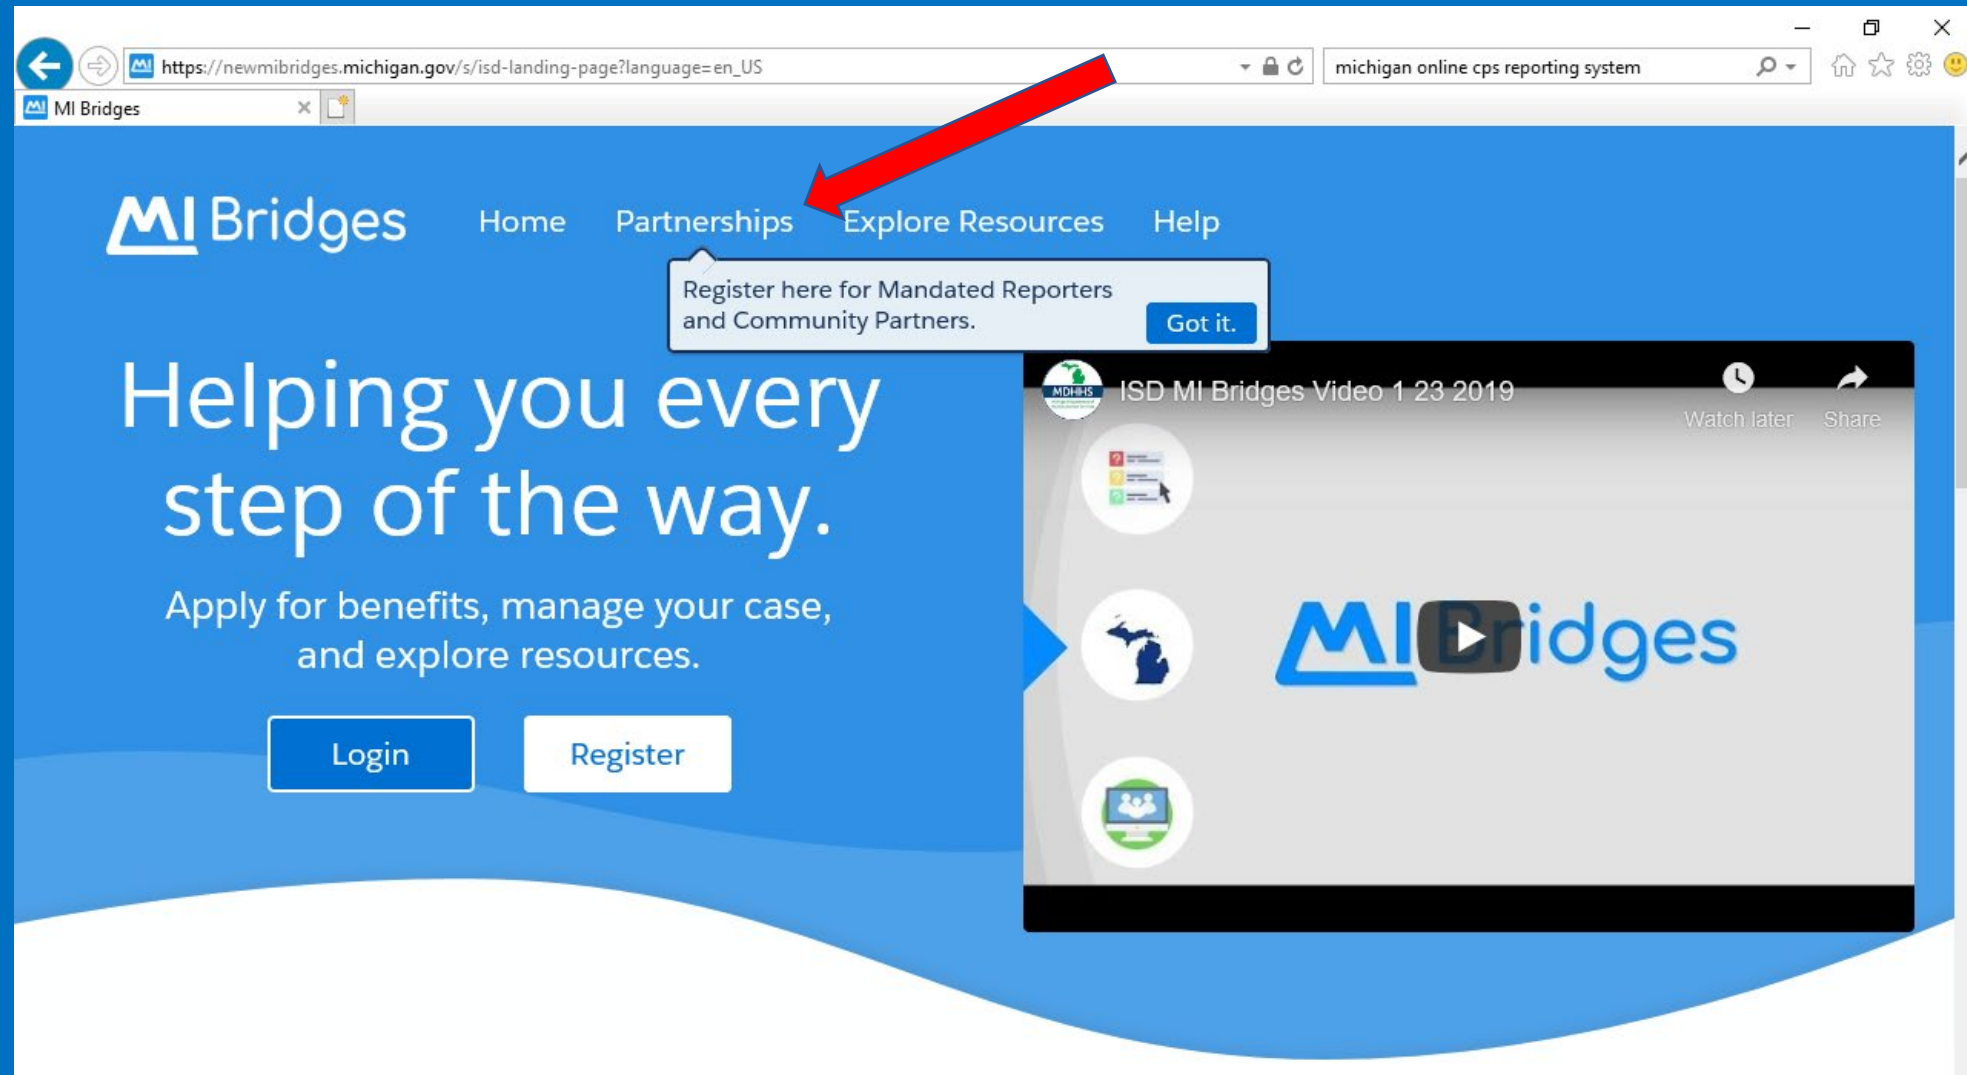 https://newmibridges.michigan.gov/s/isd-landing-page?language=en_US
michigan online cps reporting system
MI Bridges
MI Bridges
Home
Partnerships
Explore Resources
Help
Register here for Mandated Reporters
and Community Partners.
Got it.
Helping you every
step of the way.
Apply for benefits, manage your case,
and explore resources.
Login
Register
MDHHS
ISD MI Bridges Video 1 23 2019
Watch later
Share